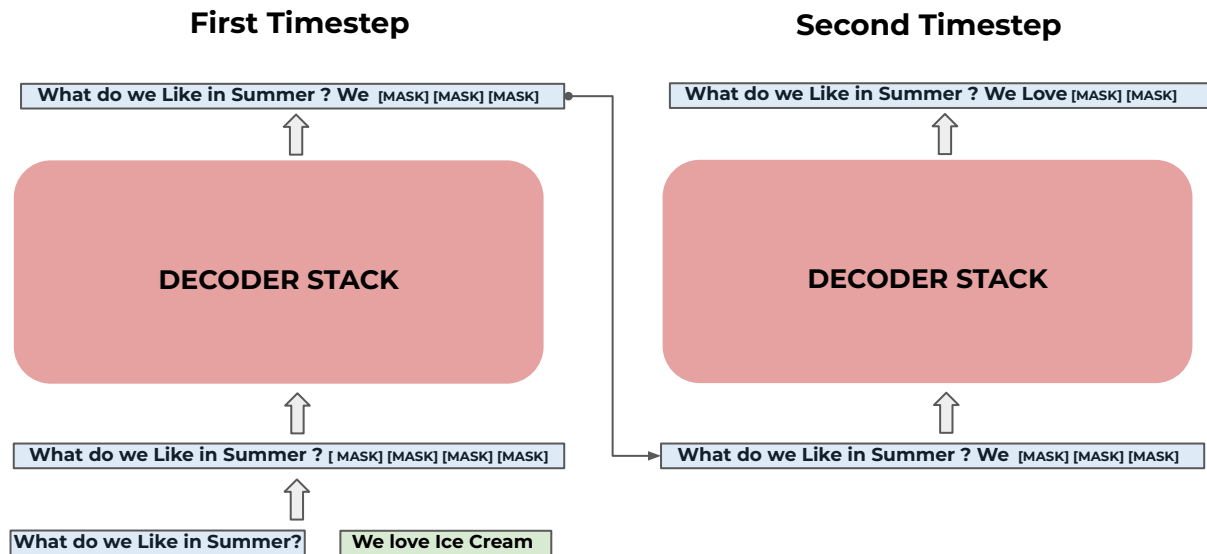 First Timestep
What do we Like in Summer ? We [MASK] [MASK] [MASK]
DECODER STACK
What do we Like in Summer ? [ MASK] [MASK] [MASK] [MASK]
What do we Like in Summer?
We love Ice Cream
Second Timestep
What do we Like in Summer ? We Love [MASK] [MASK]
DECODER STACK
What do we Like in Summer ? We [MASK] [MASK] [MASK]